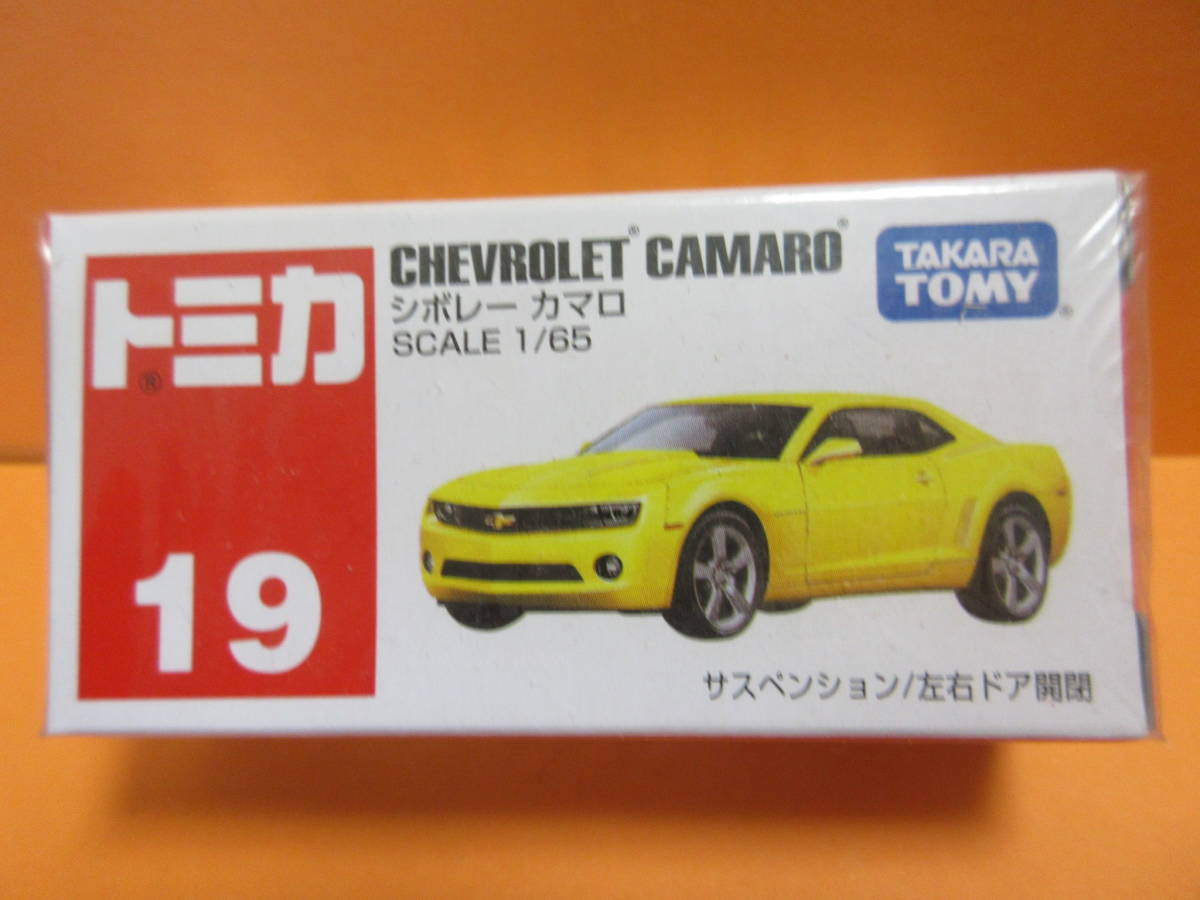 トミカ®
19
CHEVROLET® CAMARO®
シボレー カマロ
SCALE 1/65
TAKARA
TOMY®
サスペンション/左右ドア開閉